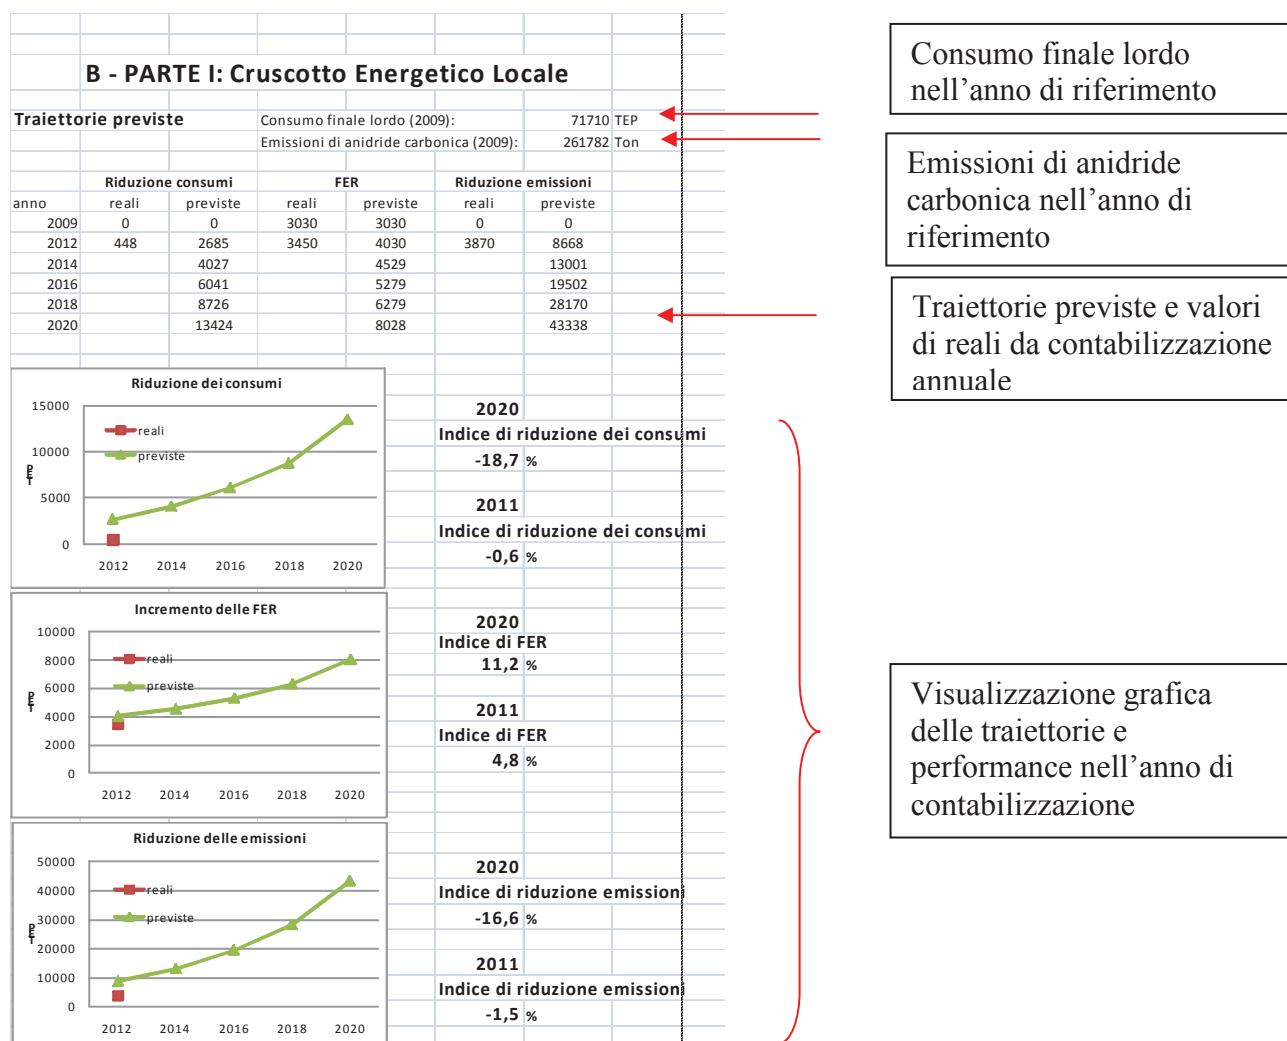 B - PARTE I: Cruscotto Energetico Locale
Traiettorie previste
Consumo finale lordo (2009): 71710 TEP
Emissioni di anidride carbonica (2009): 261782 Ton
Riduzione consumi FER Riduzione emissioni
anno reali previste reali previste reali previste
2009 0 0 3030 3030 0 0
2012 448 2685 3450 4030 3870 8668
2014 4027 4529 13001
2016 6041 5279 19502
2018 8726 6279 28170
2020 13424 8028 43338
Riduzione dei consumi
15000
10000
5000
0
TEP
reali
previste
2012 2014 2016 2018 2020
2020
Indice di riduzione dei consumi
-18,7 %
2011
Indice di riduzione dei consumi
-0,6 %
Incremento delle FER
10000
8000
6000
4000
2000
0
TEP
reali
previste
2012 2014 2016 2018 2020
2020
Indice di FER
11,2 %
2011
Indice di FER
4,8 %
Riduzione delle emissioni
50000
40000
30000
20000
10000
0
TEP
reali
previste
2012 2014 2016 2018 2020
2020
Indice di riduzione emissioni
-16,6 %
2011
Indice di riduzione emissioni
-1,5 %
Consumo finale lordo
nell'anno di riferimento
Emissioni di anidride
carbonica nell'anno di
riferimento
Traiettorie previste e valori
di reali da contabilizzazione
annuale
Visualizzazione grafica
delle traiettorie e
performance nell'anno di
contabilizzazione